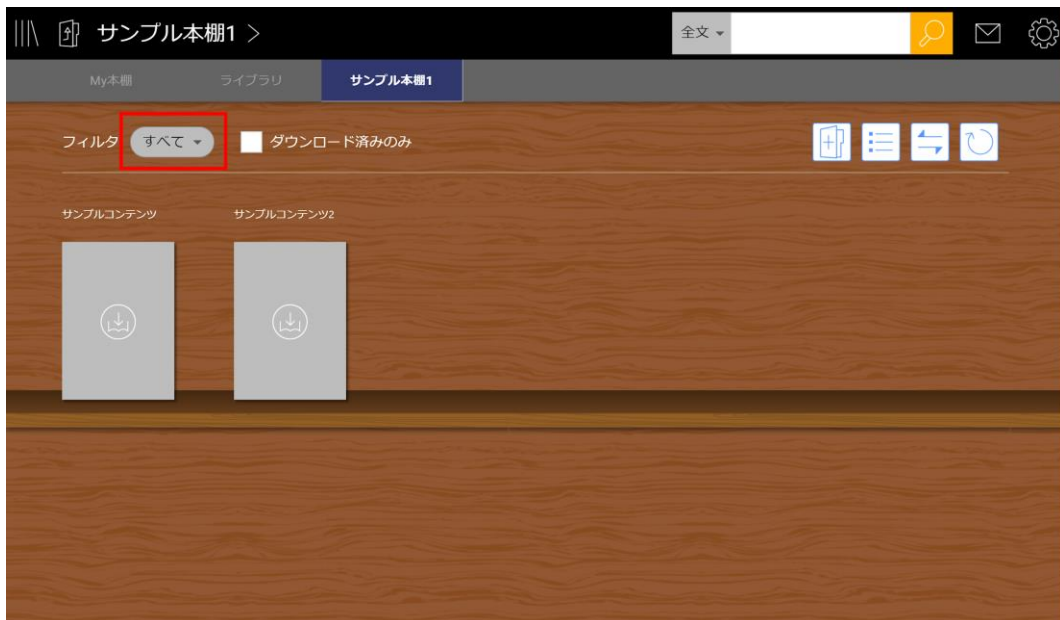 サンプル本棚1 >
全文
My本棚
ライブラリ
サンプル本棚1
フィルタ すべて
ダウンロード済みのみ
サンプルコンテンツ
サンプルコンテンツ2